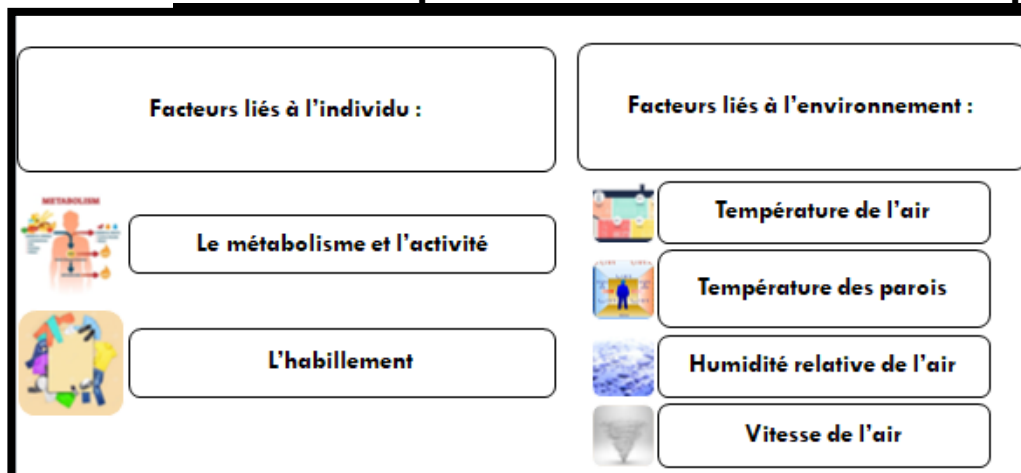 Facteurs liés à l'individu :
Facteurs liés à l'environnement :
METABOLISM
Le métabolisme et l'activité
L'habillement
Température de l'air
Température des parois
Humidité relative de l'air
Vitesse de l'air